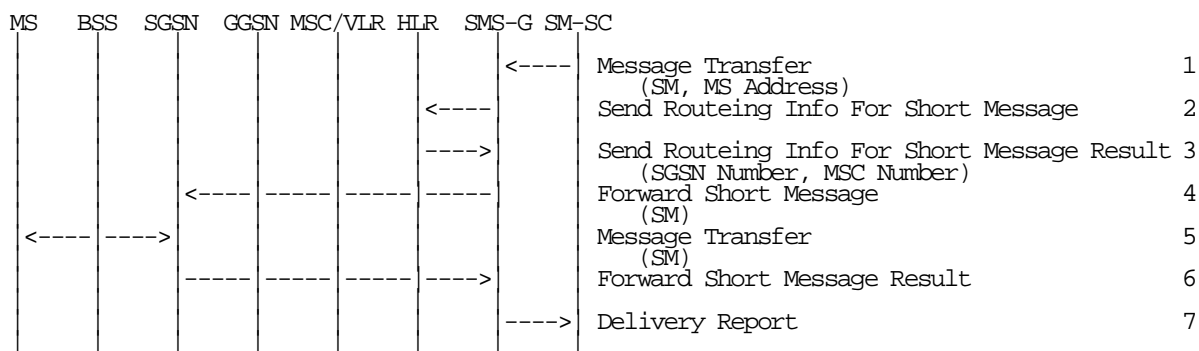 MS BSS SGSN GGSN MSC/VLR HLR SMS-G SM-SC
Message Transfer 1
(SM, MS Address)
Send Routeing Info For Short Message 2
Send Routeing Info For Short Message Result 3
(SGSN Number, MSC Number)
Forward Short Message 4
(SM)
Message Transfer 5
(SM)
Forward Short Message Result 6
Delivery Report 7